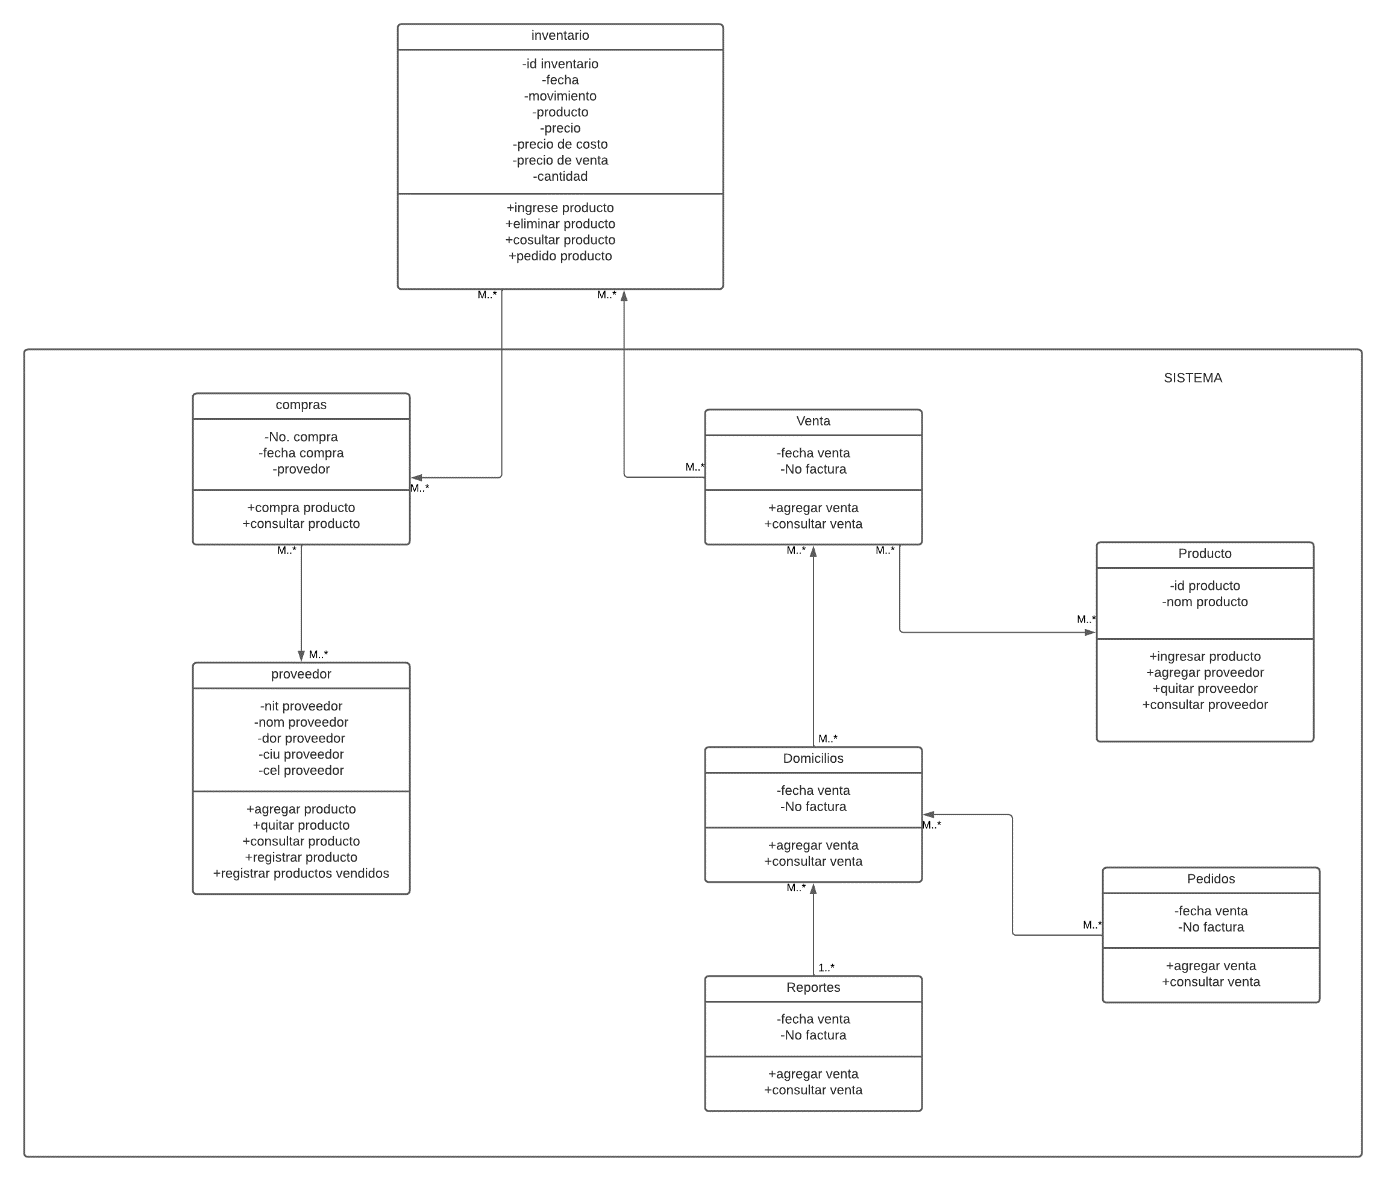 inventario
-id inventario
-fecha
-movimiento
-producto
-precio
-precio de costo
-precio de venta
-cantidad
+ingrese producto
+eliminar producto
+cosultar producto
+pedido producto
M..*
M..*
SISTEMA
compras
-No. compra
-fecha compra
-provedor
+compra producto
+consultar producto
M..*
M..*
Venta
-fecha venta
-No factura
+agregar venta
+consultar venta
M..*
M..*
M..*
Producto
-id producto
-nom producto
+ingresar producto
+agregar proveedor
+quitar proveedor
+consultar proveedor
M..*
M..*
proveedor
-nit proveedor
-nom proveedor
-dor proveedor
-ciu proveedor
-cel proveedor
+agregar producto
+quitar producto
+consultar producto
+registrar producto
+registrar productos vendidos
M..*
Domicilios
-fecha venta
-No factura
+agregar venta
+consultar venta
M..*
M..*
Pedidos
-fecha venta
-No factura
+agregar venta
+consultar venta
M..*
1..*
Reportes
-fecha venta
-No factura
+agregar venta
+consultar venta